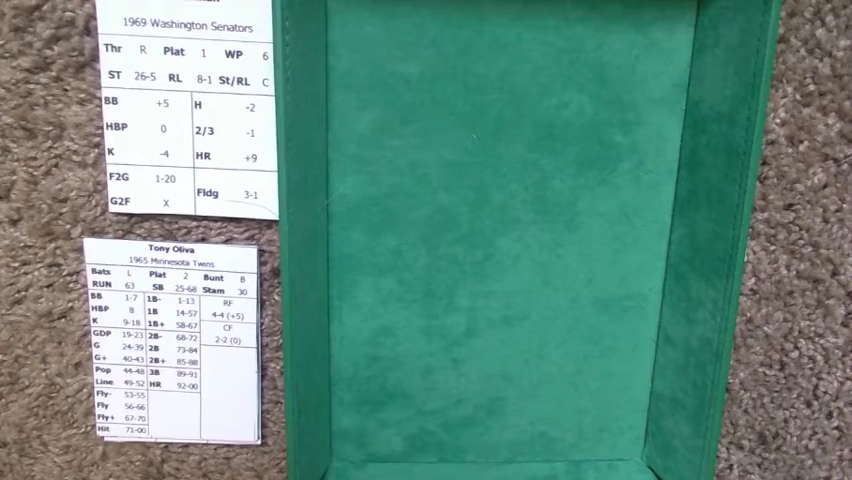 1969 Washington Senators
Thr R Plat 1 WP 6
ST 26-5 RL 8-1 St/RL C
BB +5 H -2
HBP 0 2/3 -1
K -4 HR +9
F2G 1-20 Fldg 3-1
G2F X
Tony Oliva
1965 Minnesota Twins
Bats L Plat 2 Bunt B
RUN 63 SB 25-68 Stam 30
BB 1-7 1B- 1-13 RF
HBP 8 1B 14-57 4-4 (+5)
K 9-18 1B+ 58-67 CF
GDP 19-23 2B- 68-72 2-2 (0)
G 24-39 2B 73-84
G+ 40-43 2B+ 85-88
Pop 44-48 3B 89-91
Line 49-52 HR 92-00
Fly- 53-55
Fly 56-66
Fly+ 67-70
Hit 71-00